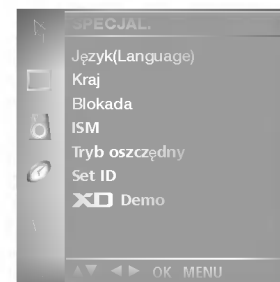 SPECJAL.
Język(Language)
Kraj
Blokada
ISM
Tryb oszczędny
Set ID
XD Demo
▲▼ ◄ ► OK MENU